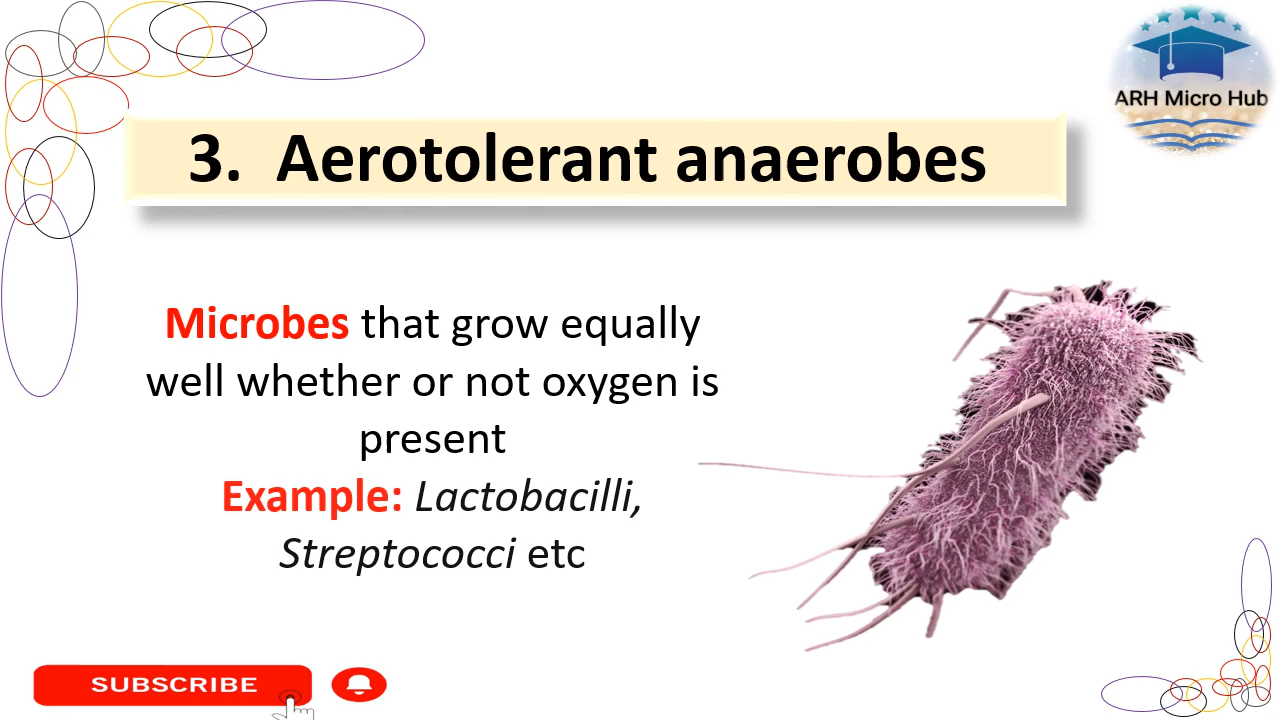 ARH Micro Hub
3. Aerotolerant anaerobes
Microbes that grow equally
well whether or not oxygen is
present
Example: Lactobacilli,
Streptococci etc
SUBSCRIBE